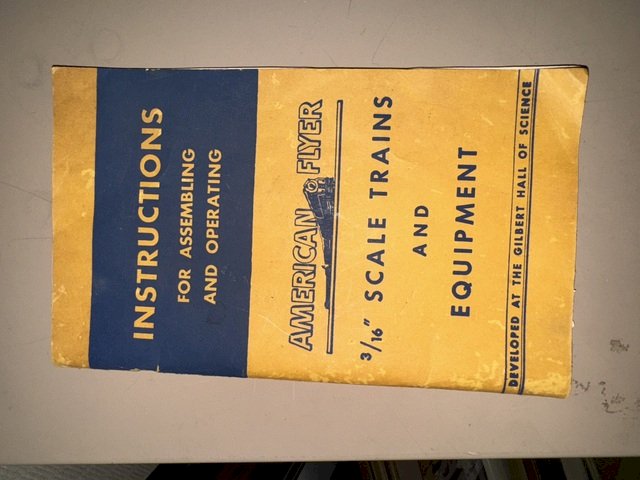 INSTRUCTIONS
FOR ASSEMBLING
AND OPERATING
AMERICAN FLYER
3/16" SCALE TRAINS
AND
EQUIPMENT
DEVELOPED AT THE GILBERT HALL OF SCIENCE